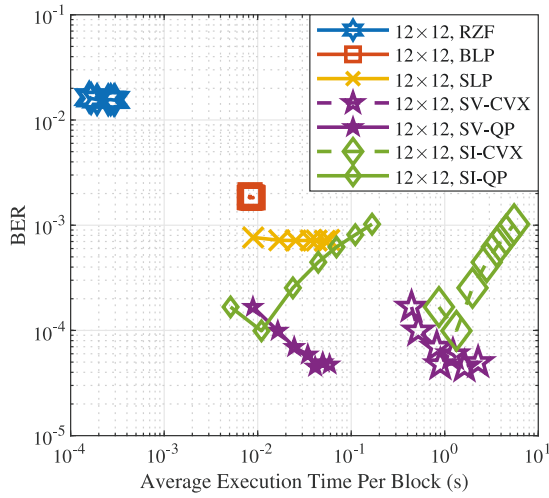 10^-1
10^-2
10^-3
10^-4
10^-5
BER
12×12, RZF
12×12, BLP
12×12, SLP
12×12, SV-CVX
12×12, SV-QP
12×12, SI-CVX
12×12, SI-QP
10^-4 10^-3 10^-2 10^-1 10^0 10^1
Average Execution Time Per Block (s)